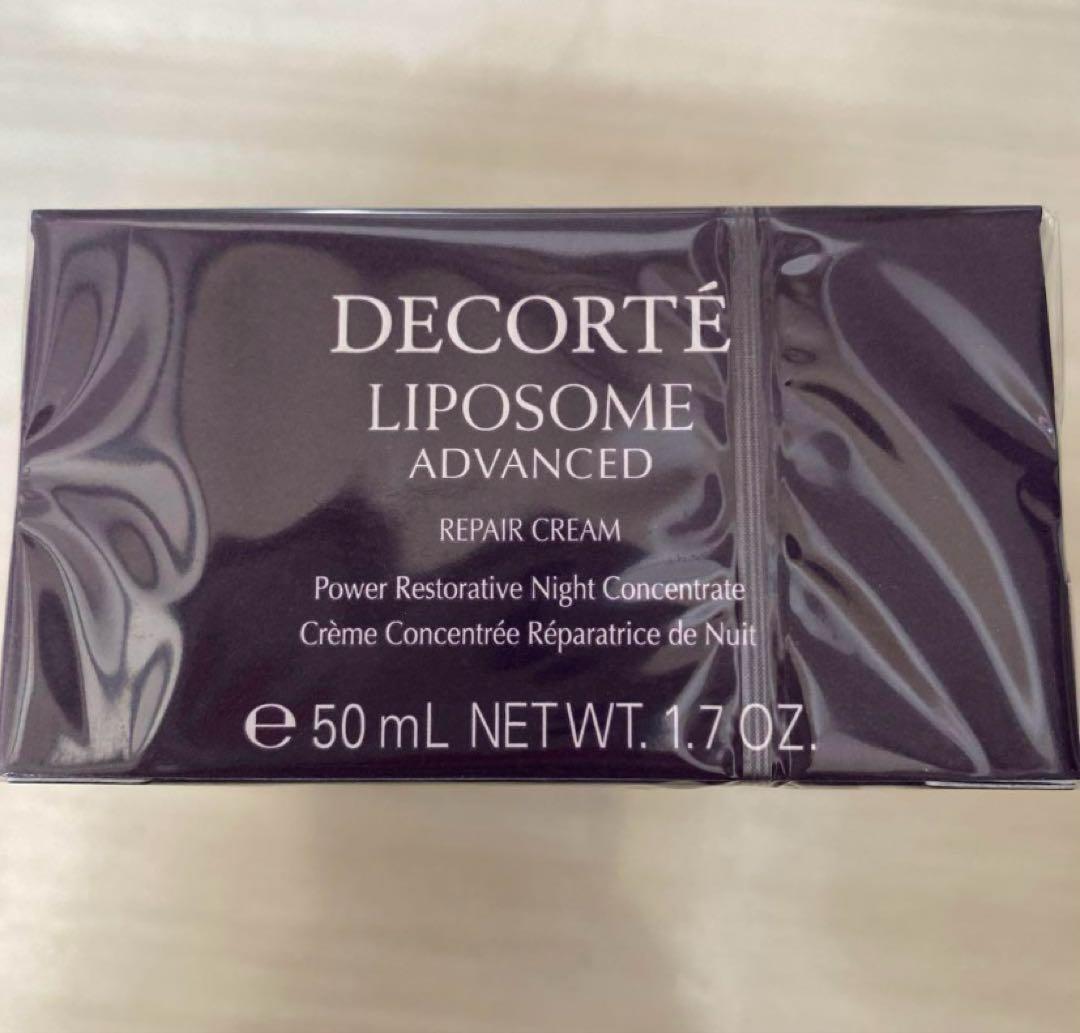 DECORTÉ
LIPOSOME
ADVANCED
REPAIR CREAM
Power Restorative Night Concentrate
Crème Concentrée Réparatrice de Nuit
℮ 50 mL NET WT. 1.7 OZ.